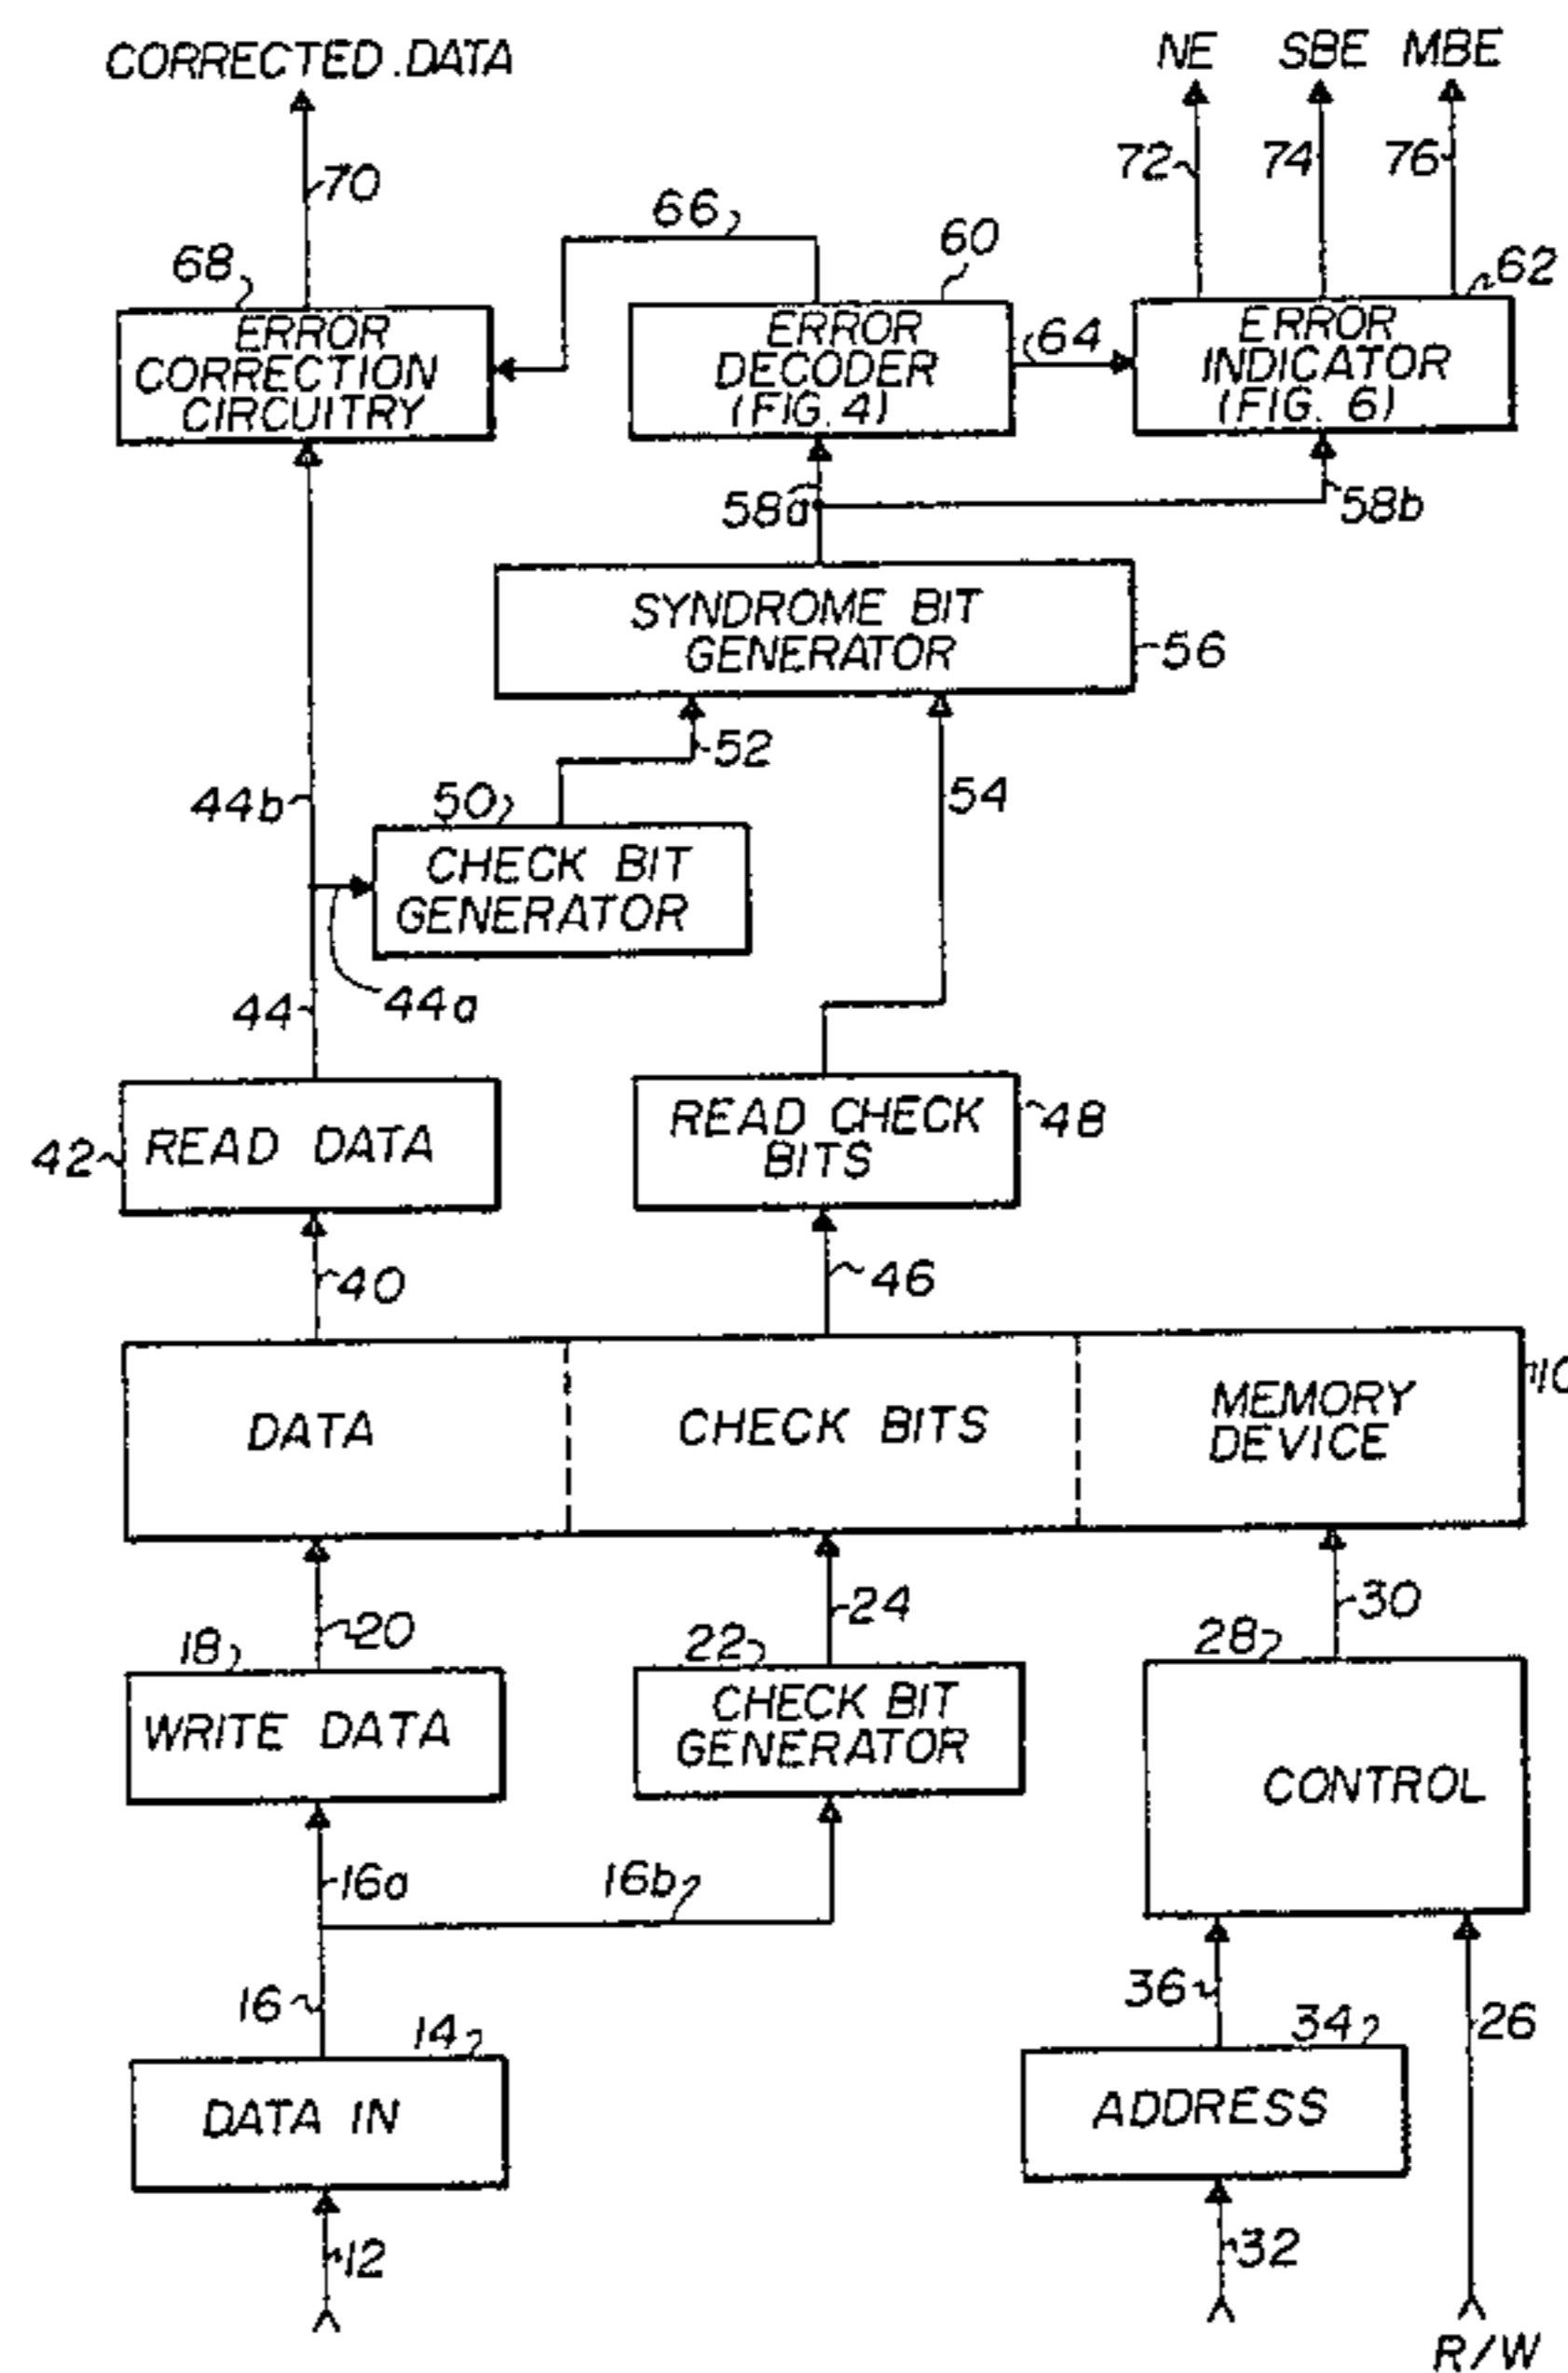 CORRECTED.DATA
NE SBE MBE
72 74 76
70
66
68 60 62
ERROR
CORRECTION
CIRCUITRY
ERROR
DECODER
(FIG. 4)
64
ERROR
INDICATOR
(FIG. 6)
58a 58b
SYNDROME BIT
GENERATOR
56
52
54
44b
50
CHECK BIT
GENERATOR
44 44a
42
READ DATA
READ CHECK
BITS
48
40 46
DATA
CHECK BITS
MEMORY
DEVICE
10
20 24 30
18 22 28
WRITE DATA
CHECK BIT
GENERATOR
CONTROL
16a 16b
16 36 26
14 34
DATA IN
ADDRESS
12 32
R/W